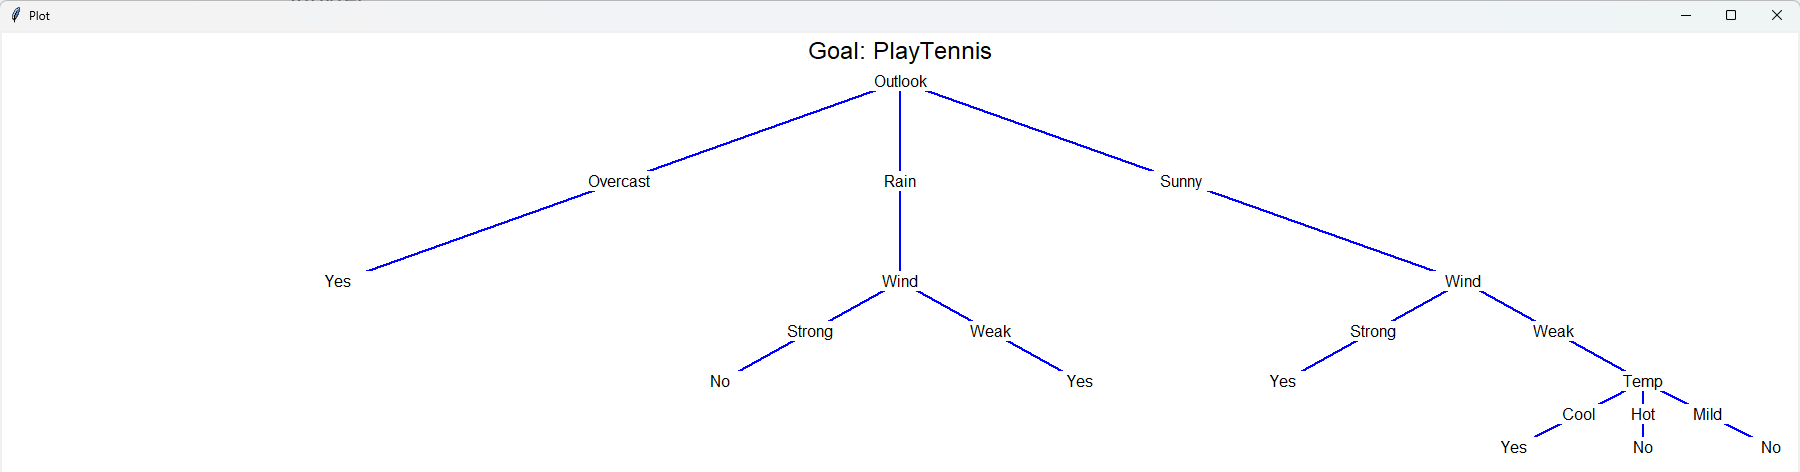 Plot
Goal: PlayTennis
Outlook
Overcast Rain Sunny
Yes Wind Wind
Strong Weak Strong Weak
No Yes Yes Temp
Cool Hot Mild
Yes No No